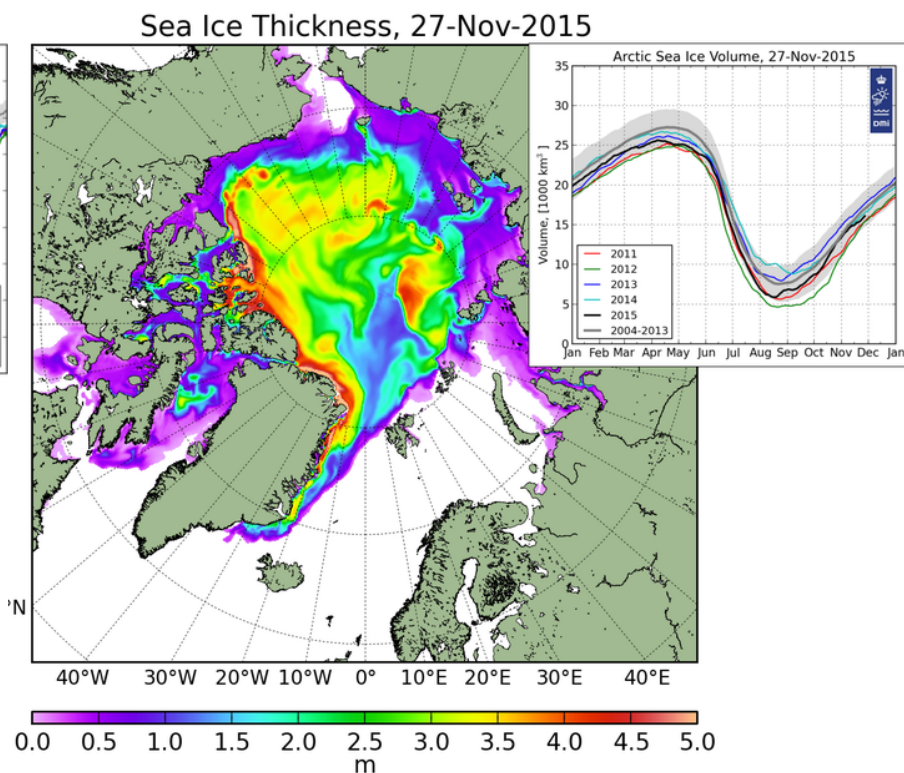 Sea Ice Thickness, 27-Nov-2015
Arctic Sea Ice Volume, 27-Nov-2015
35
30
25
20
15
10
5
0
Volume, [1000 km³]
DMI
2011
2012
2013
2014
2015
2004-2013
Jan Feb Mar Apr May Jun Jul Aug Sep Oct Nov Dec Jan
°N
40°W 30°W 20°W 10°W 0° 10°E 20°E 30°E 40°E
0.0 0.5 1.0 1.5 2.0 2.5 3.0 3.5 4.0 4.5 5.0
m